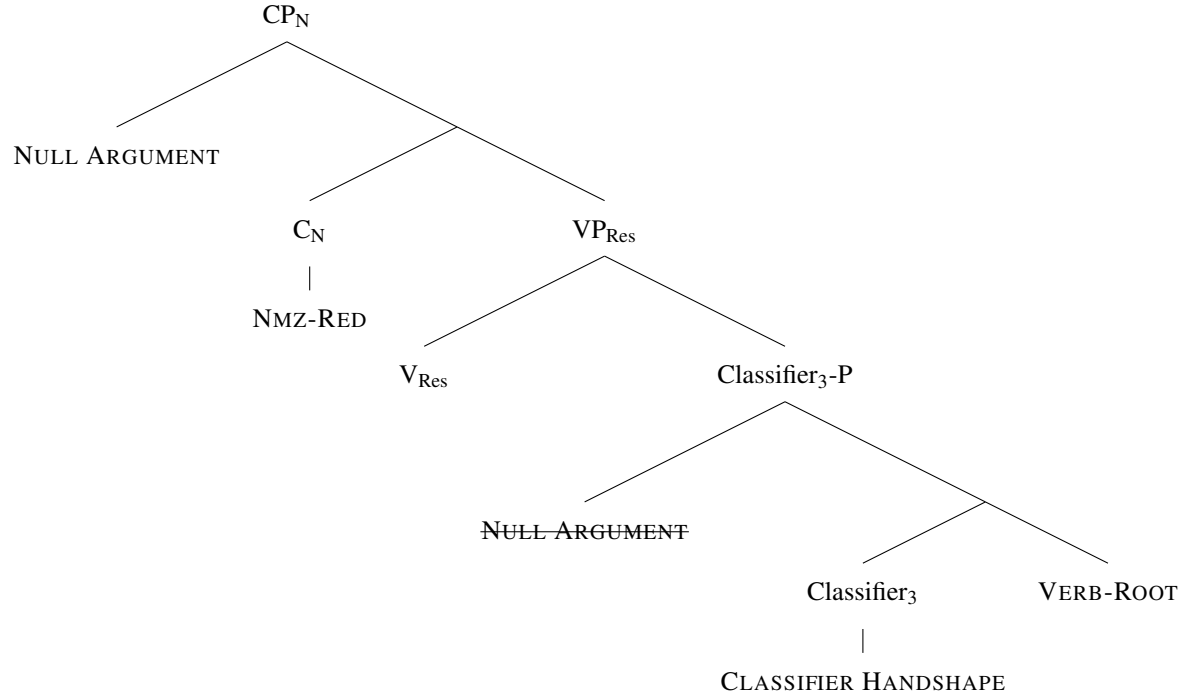 CP_N
NULL ARGUMENT
C_N VP_Res
NMZ-RED
V_Res Classifier_3-P
NULL ARGUMENT
Classifier_3 VERB-ROOT
CLASSIFIER HANDSHAPE